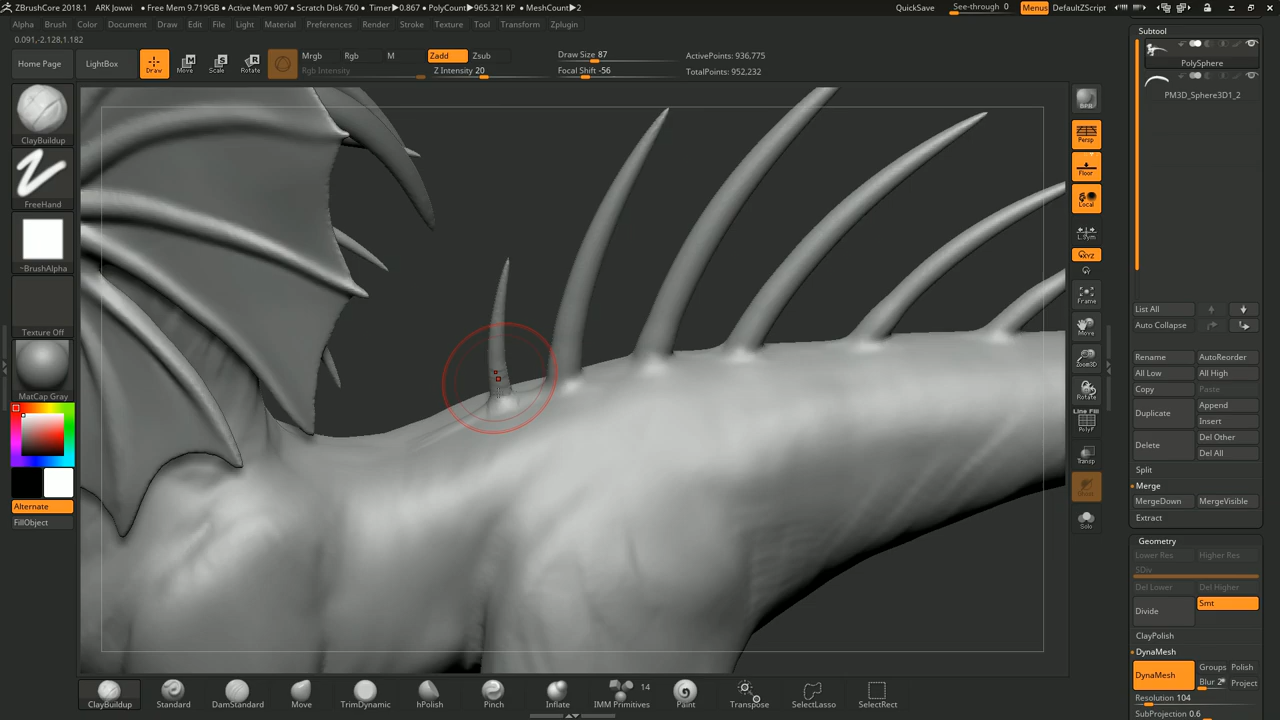 ZBrushCore 2018.1 ARK Jowwi • Free Mem 9.719GB • Active Mem 907 • Scratch Disk 760 • Timer▶0.867 • PolyCount▶965.321 KP • MeshCount▶2 QuickSave See-through 0 Menus DefaultZScript
Alpha Brush Color Document Draw Edit File Light Material Movie Preferences Render Stroke Texture Tool Transform Zplugin
0.091,-2.128,1.182
Home Page LightBox Draw Move Scale Rotate Mrgb Rgb M Zadd Zsub Draw Size 87 ActivePoints: 936,775
Rgb Intensity Z Intensity 20 Focal Shift -56 TotalPoints: 952,232
ClayBuildup
FreeHand
~BrushAlpha
Texture Off
MatCap Gray
Alternate
FillObject
BPR
Persp
Floor
Local
L.Sym
XYZ
Frame
Move
Zoom3D
Rotate
Line Fill
PolyF
Transp
Ghost
Solo
Subtool
PolySphere
PM3D_Sphere3D1_2
List All
Auto Collapse
Rename AutoReorder
All Low All High
Copy Paste
Duplicate Append
Insert
Delete Del Other
Del All
Split
Merge
MergeDown MergeVisible
Extract
Geometry
Lower Res Higher Res
SDiv
Del Lower Del Higher
Divide Smt
ClayPolish
DynaMesh
DynaMesh Groups Polish
Blur 2 Project
Resolution 104
SubProjection 0.6
ClayBuildup Standard DamStandard Move TrimDynamic hPolish Pinch Inflate IMM Primitives 14 Paint Transpose SelectLasso SelectRect